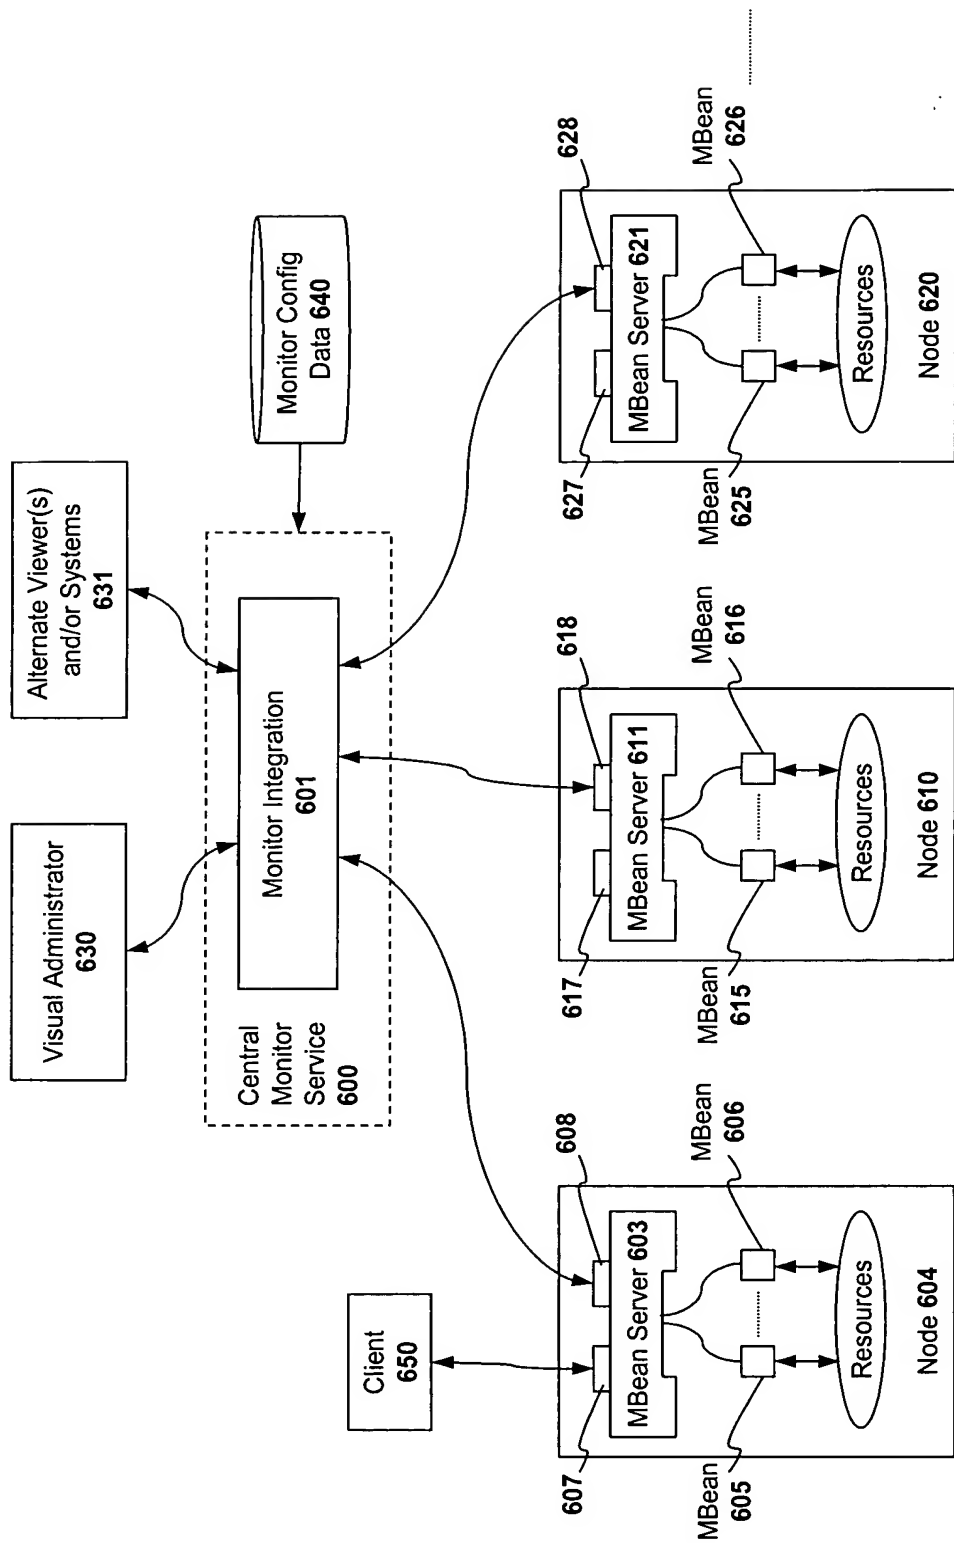 Visual Administrator
630
Alternate Viewer(s)
and/or Systems
631
Central
Monitor
Service
600
Monitor Integration
601
Monitor Config
Data 640
Client
650
607
608
MBean Server 603
MBean
605
MBean
606
Resources
Node 604
617
618
MBean Server 611
MBean
615
MBean
616
Resources
Node 610
627
628
MBean Server 621
MBean
625
MBean
626
Resources
Node 620